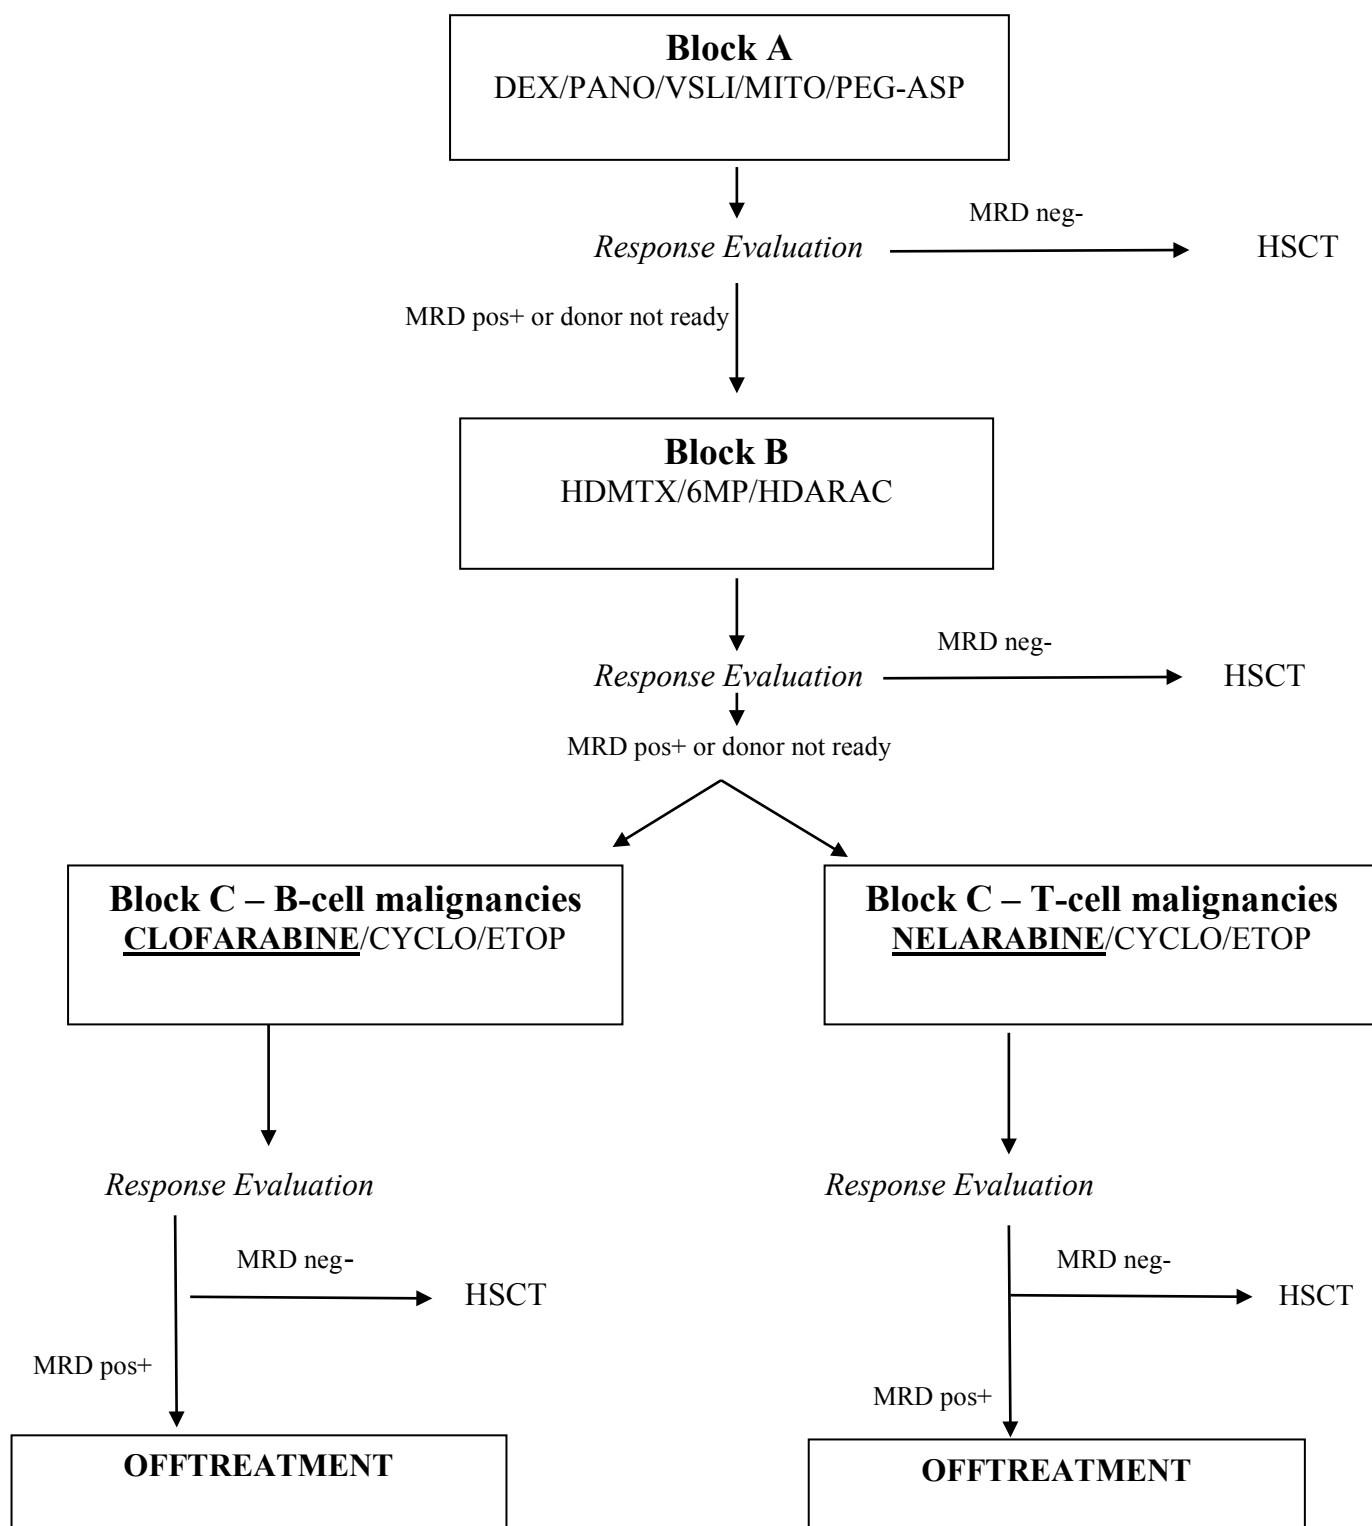 Block A
DEX/PANO/VSLI/MITO/PEG-ASP
MRD neg-
Response Evaluation
HSCT
MRD pos+ or donor not ready
Block B
HDMTX/6MP/HDARAC
MRD neg-
Response Evaluation
HSCT
MRD pos+ or donor not ready
Block C – B-cell malignancies
CLOFARABINE/CYCLO/ETOP
Block C – T-cell malignancies
NELARABINE/CYCLO/ETOP
Response Evaluation
Response Evaluation
MRD neg-
HSCT
MRD neg-
HSCT
MRD pos+
MRD pos+
OFFTREATMENT
OFFTREATMENT